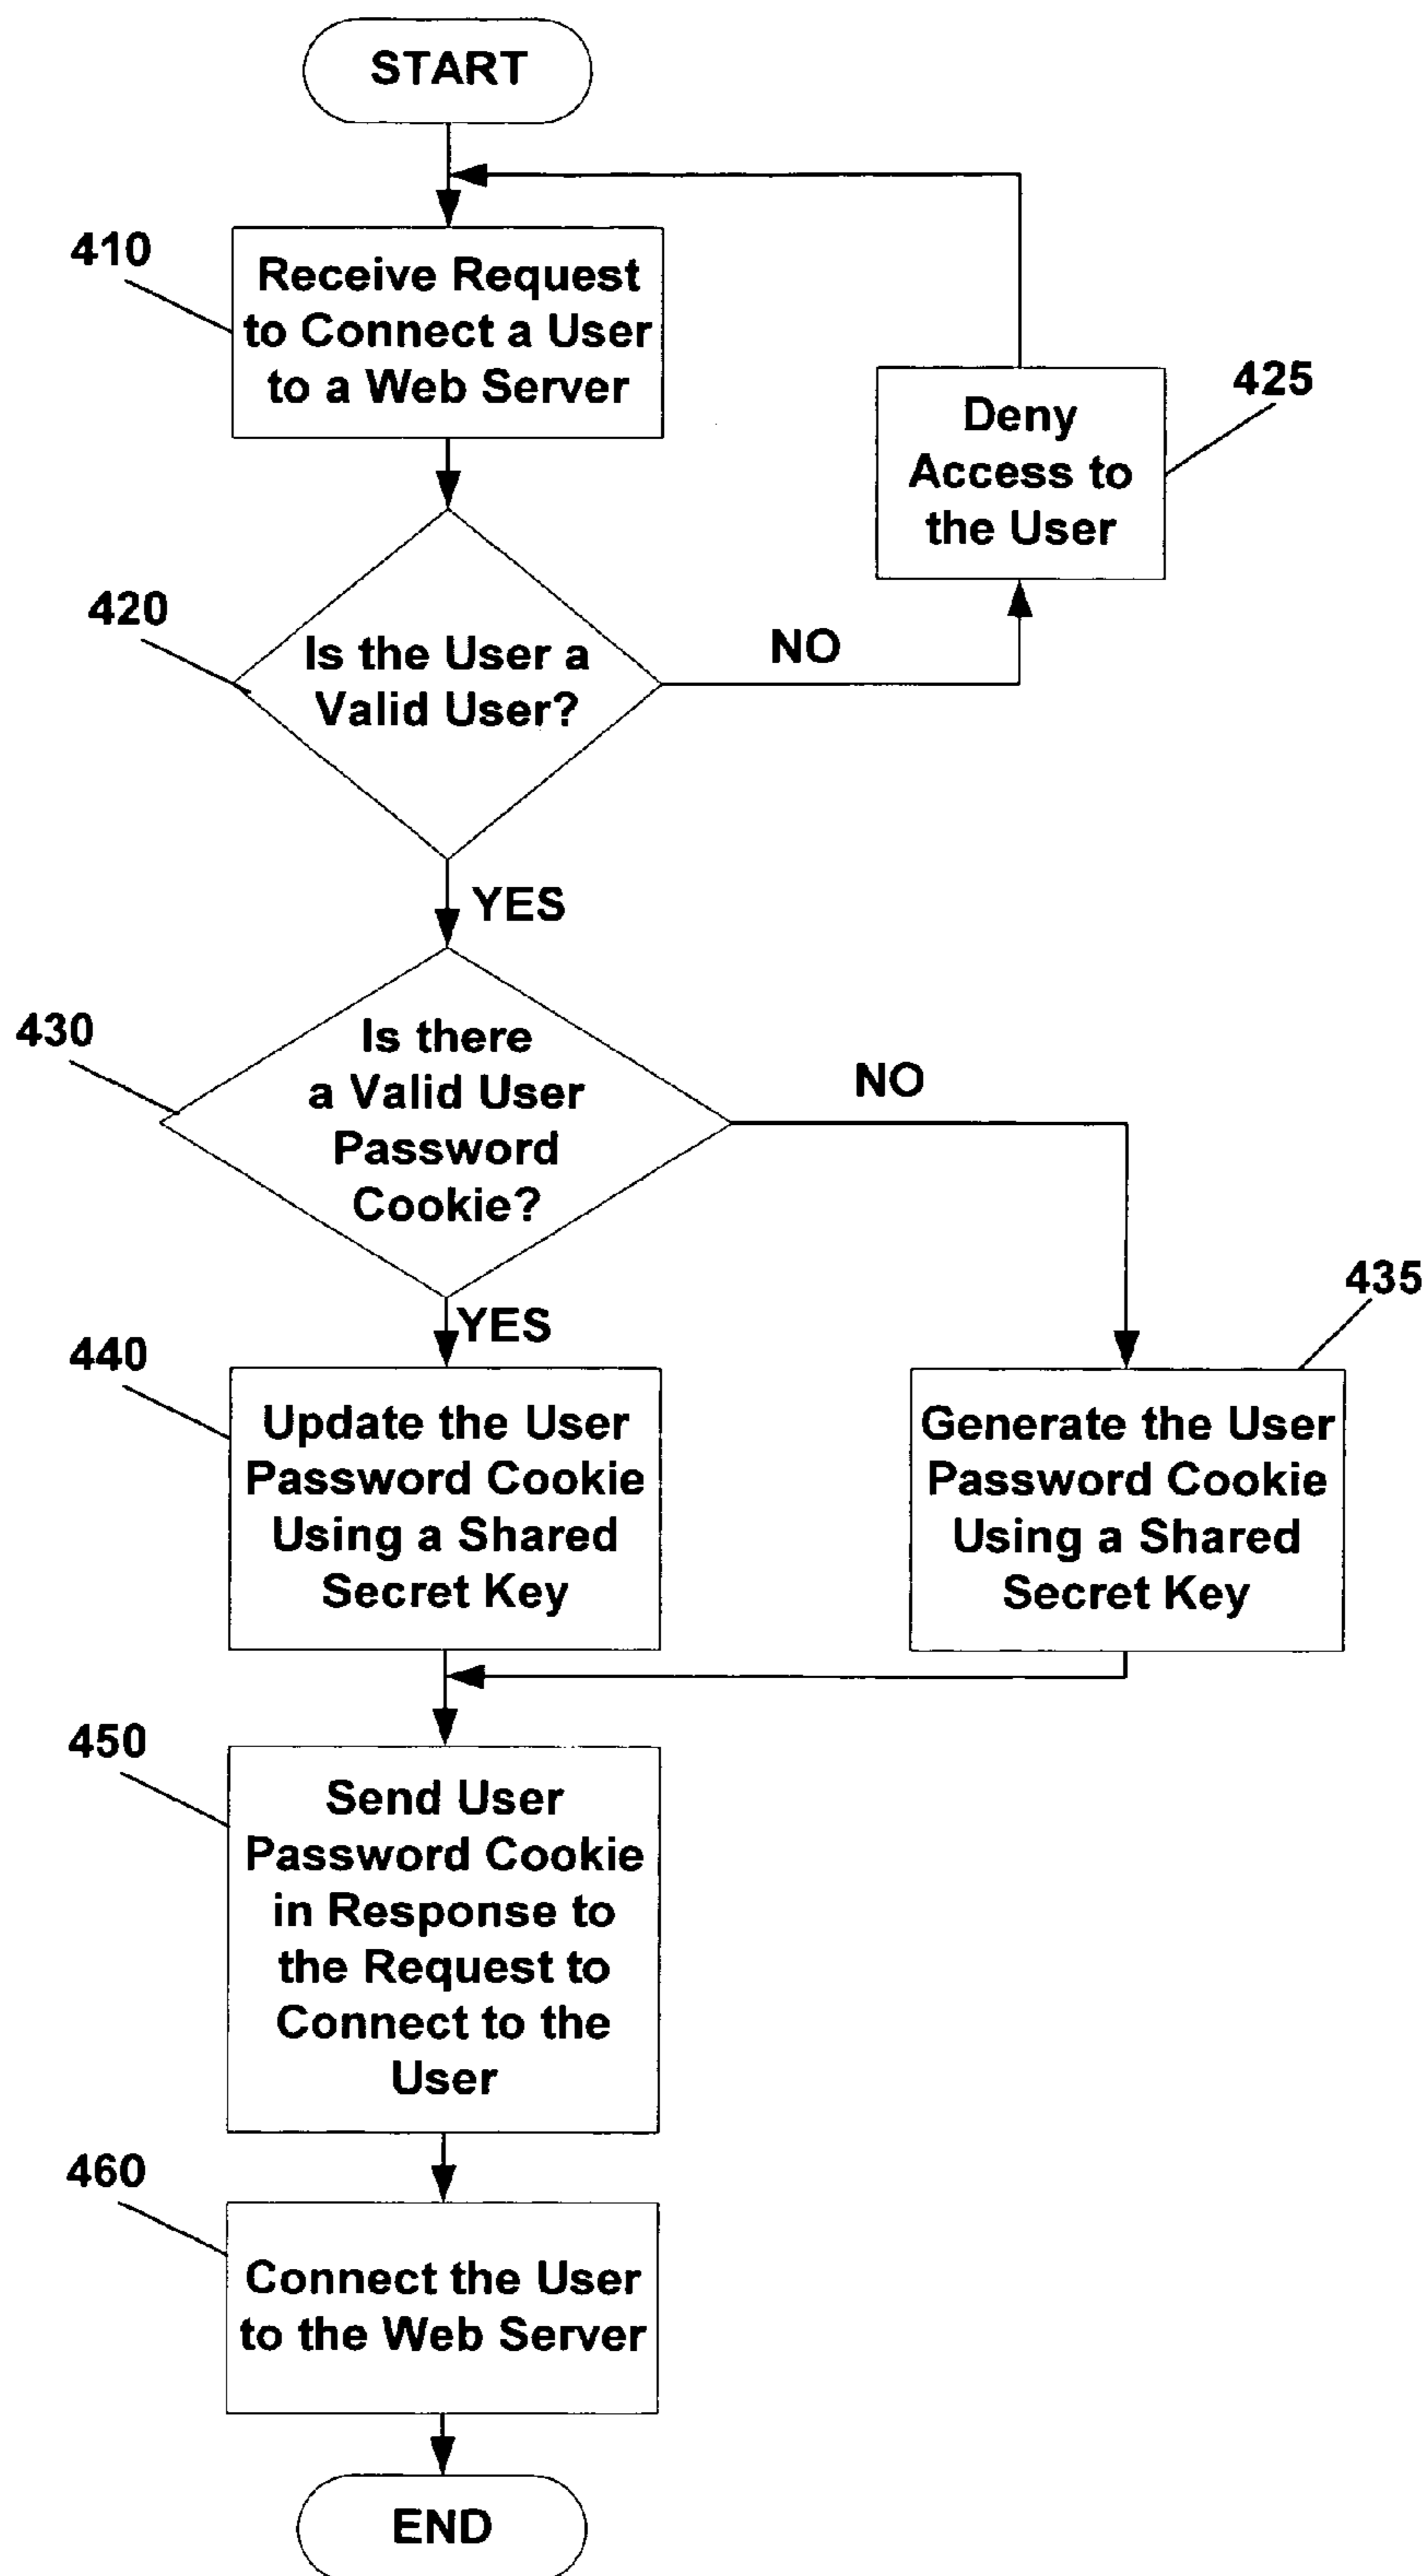 START
410
Receive Request
to Connect a User
to a Web Server
425
Deny
Access to
the User
420
Is the User a
Valid User?
NO
YES
430
Is there
a Valid User
Password
Cookie?
NO
YES
435
440
Update the User
Password Cookie
Using a Shared
Secret Key
Generate the User
Password Cookie
Using a Shared
Secret Key
450
Send User
Password Cookie
in Response to
the Request to
Connect to the
User
460
Connect the User
to the Web Server
END